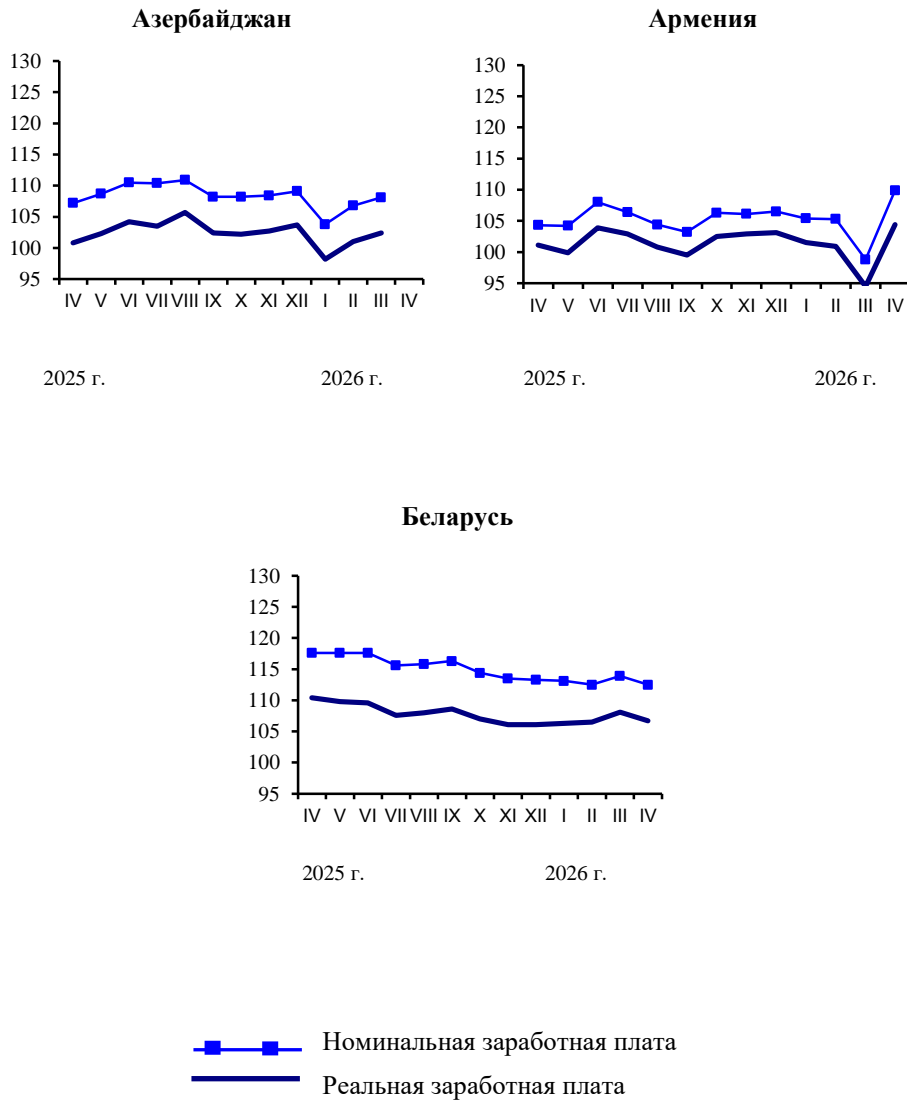 Азербайджан
130
125
120
115
110
105
100
95
IV V VI VII VIII IX X XI XII I II III IV
2025 г. 2026 г.
Армения
130
125
120
115
110
105
100
95
IV V VI VII VIII IX X XI XII I II III IV
2025 г. 2026 г.
Беларусь
130
125
120
115
110
105
100
95
IV V VI VII VIII IX X XI XII I II III IV
2025 г. 2026 г.
Номинальная заработная плата
Реальная заработная плата